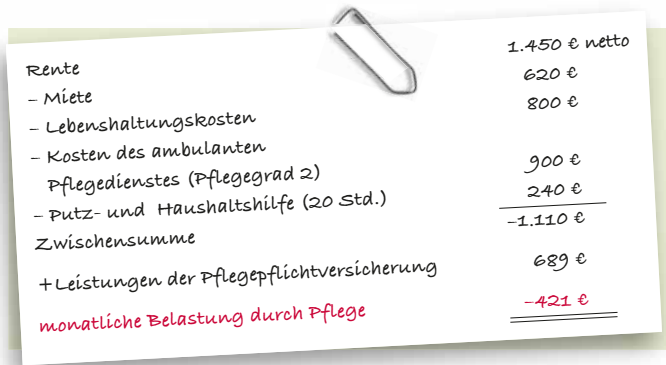 Rente 1.450 € netto
– Miete 620 €
– Lebenshaltungskosten 800 €
– Kosten des ambulanten
Pflegedienstes (Pflegegrad 2) 900 €
– Putz- und Haushaltshilfe (20 Std.) 240 €
Zwischensumme –1.110 €
+Leistungen der Pflegepflichtversicherung 689 €
monatliche Belastung durch Pflege –421 €